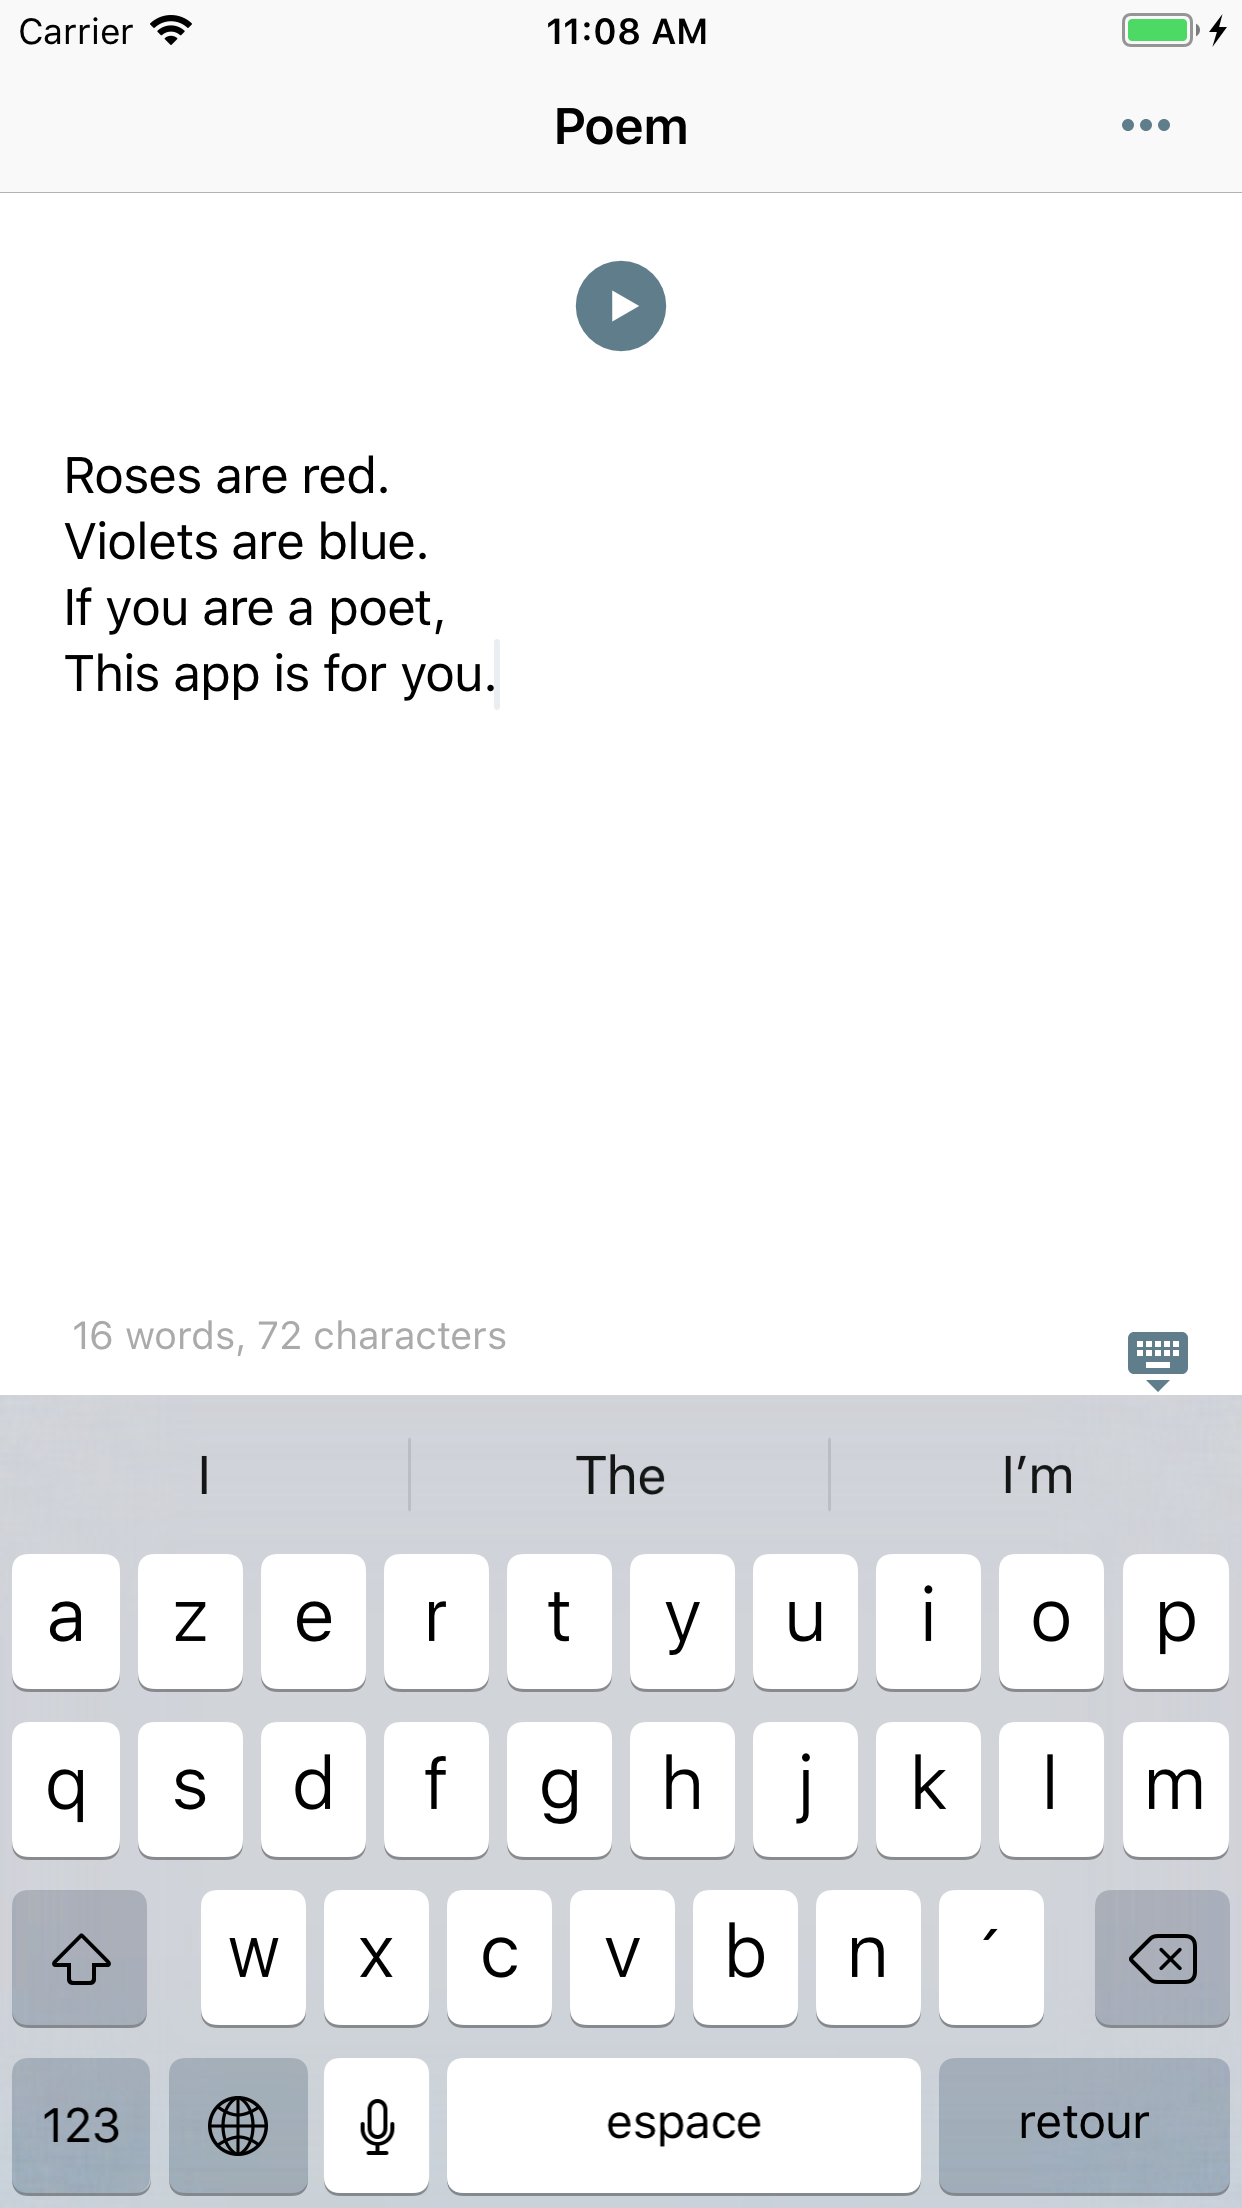 Carrier 11:08 AM
Poem
Roses are red.
Violets are blue.
If you are a poet,
This app is for you.
16 words, 72 characters
I The I’m
a z e r t y u i o p
q s d f g h j k l m
w x c v b n ´
123 espace retour